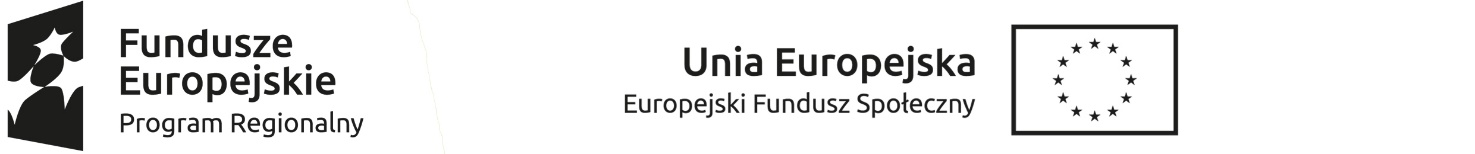 Fundusze
Europejskie
Program Regionalny
Unia Europejska
Europejski Fundusz Społeczny